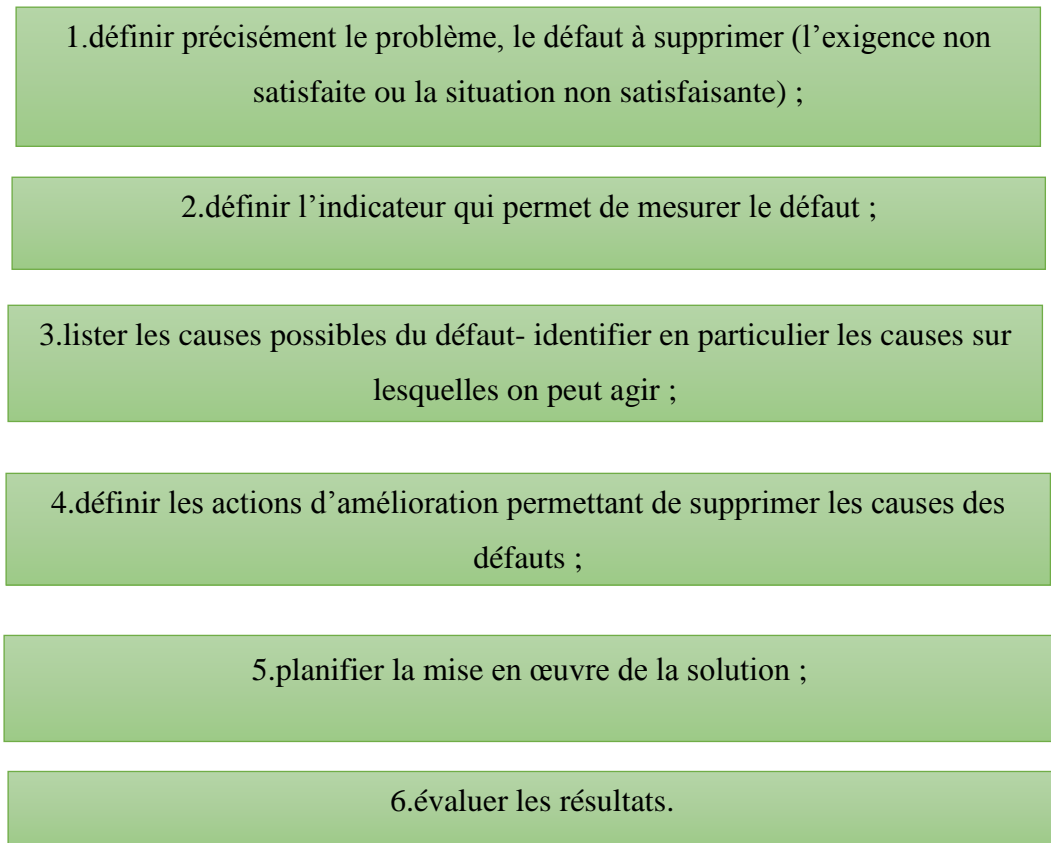 1.définir précisément le problème, le défaut à supprimer (l’exigence non
satisfaite ou la situation non satisfaisante) ;
2.définir l’indicateur qui permet de mesurer le défaut ;
3.lister les causes possibles du défaut- identifier en particulier les causes sur
lesquelles on peut agir ;
4.définir les actions d’amélioration permettant de supprimer les causes des
défauts ;
5.planifier la mise en œuvre de la solution ;
6.évaluer les résultats.